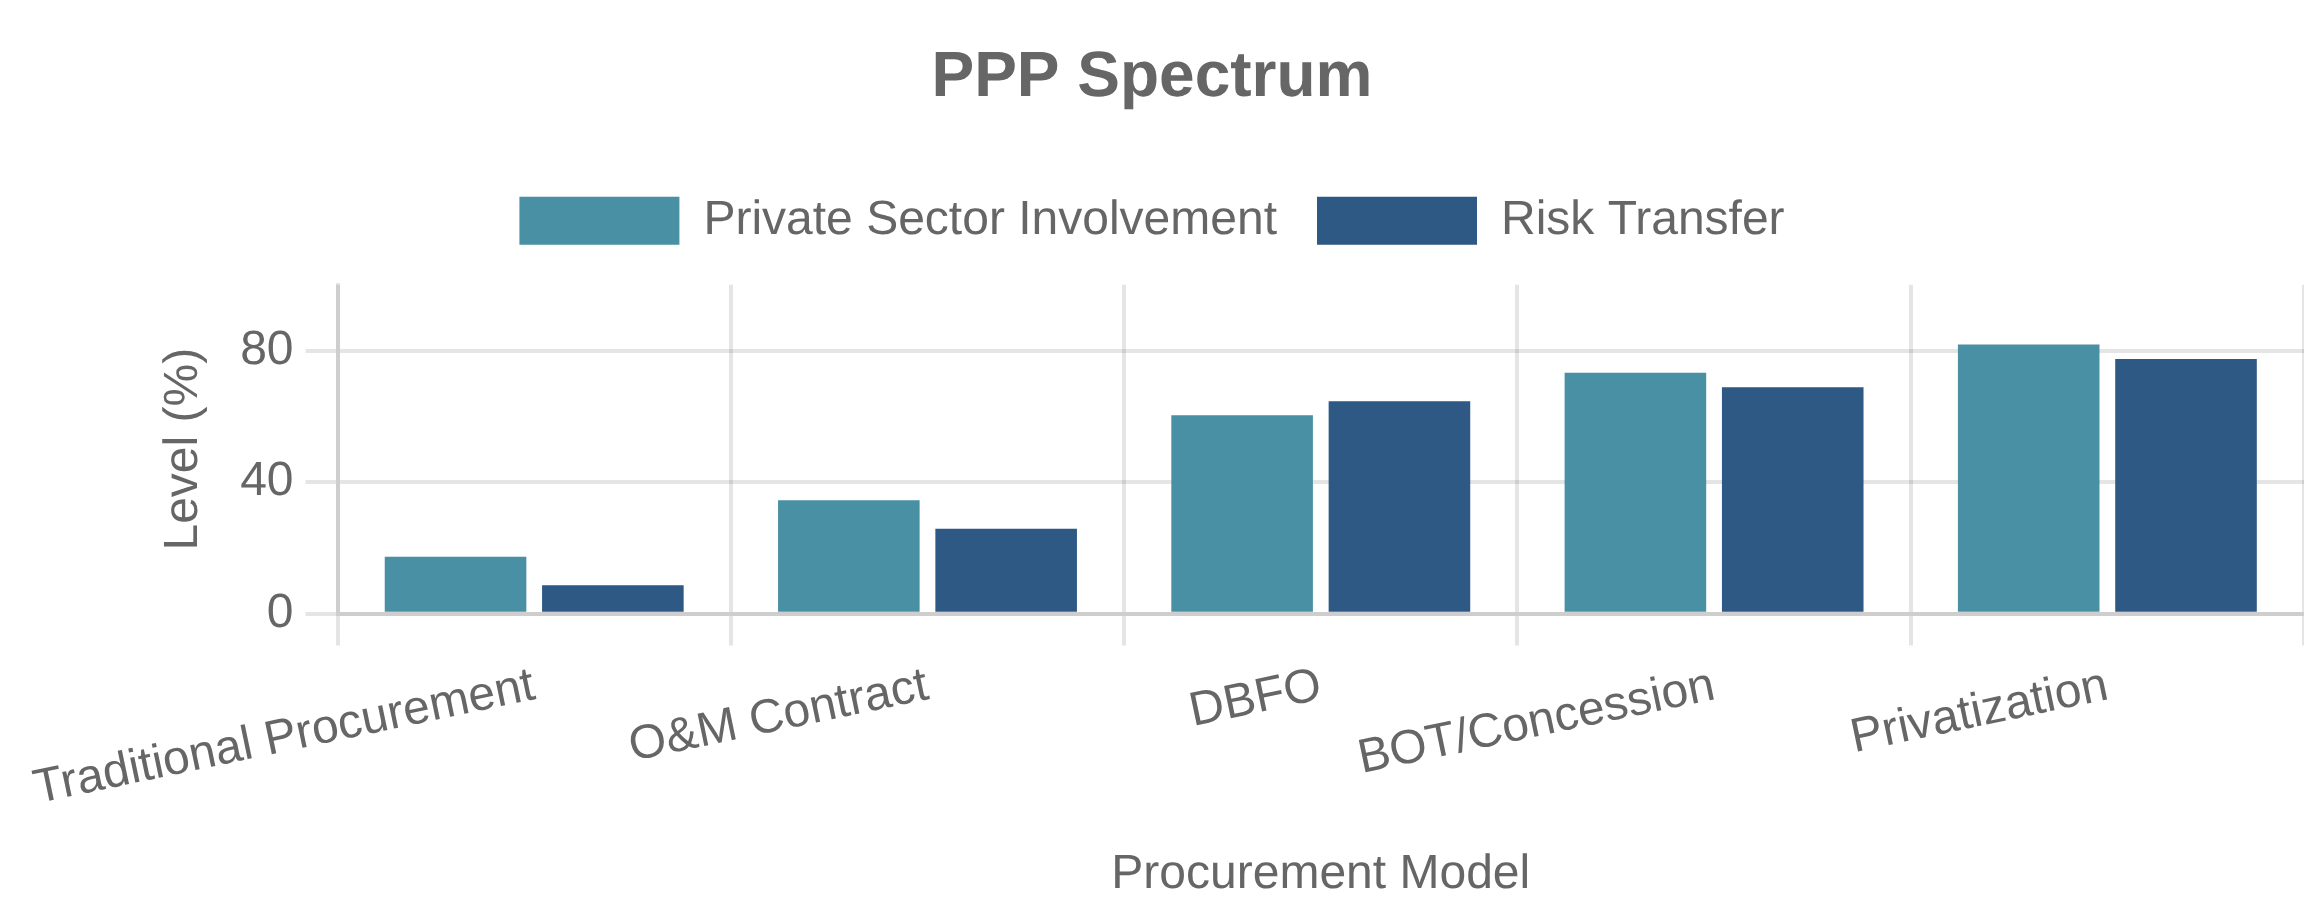 PPP Spectrum
Private Sector Involvement
Risk Transfer
Level (%)
80
40
0
Traditional Procurement
O&M Contract
DBFO
BOT/Concession
Privatization
Procurement Model